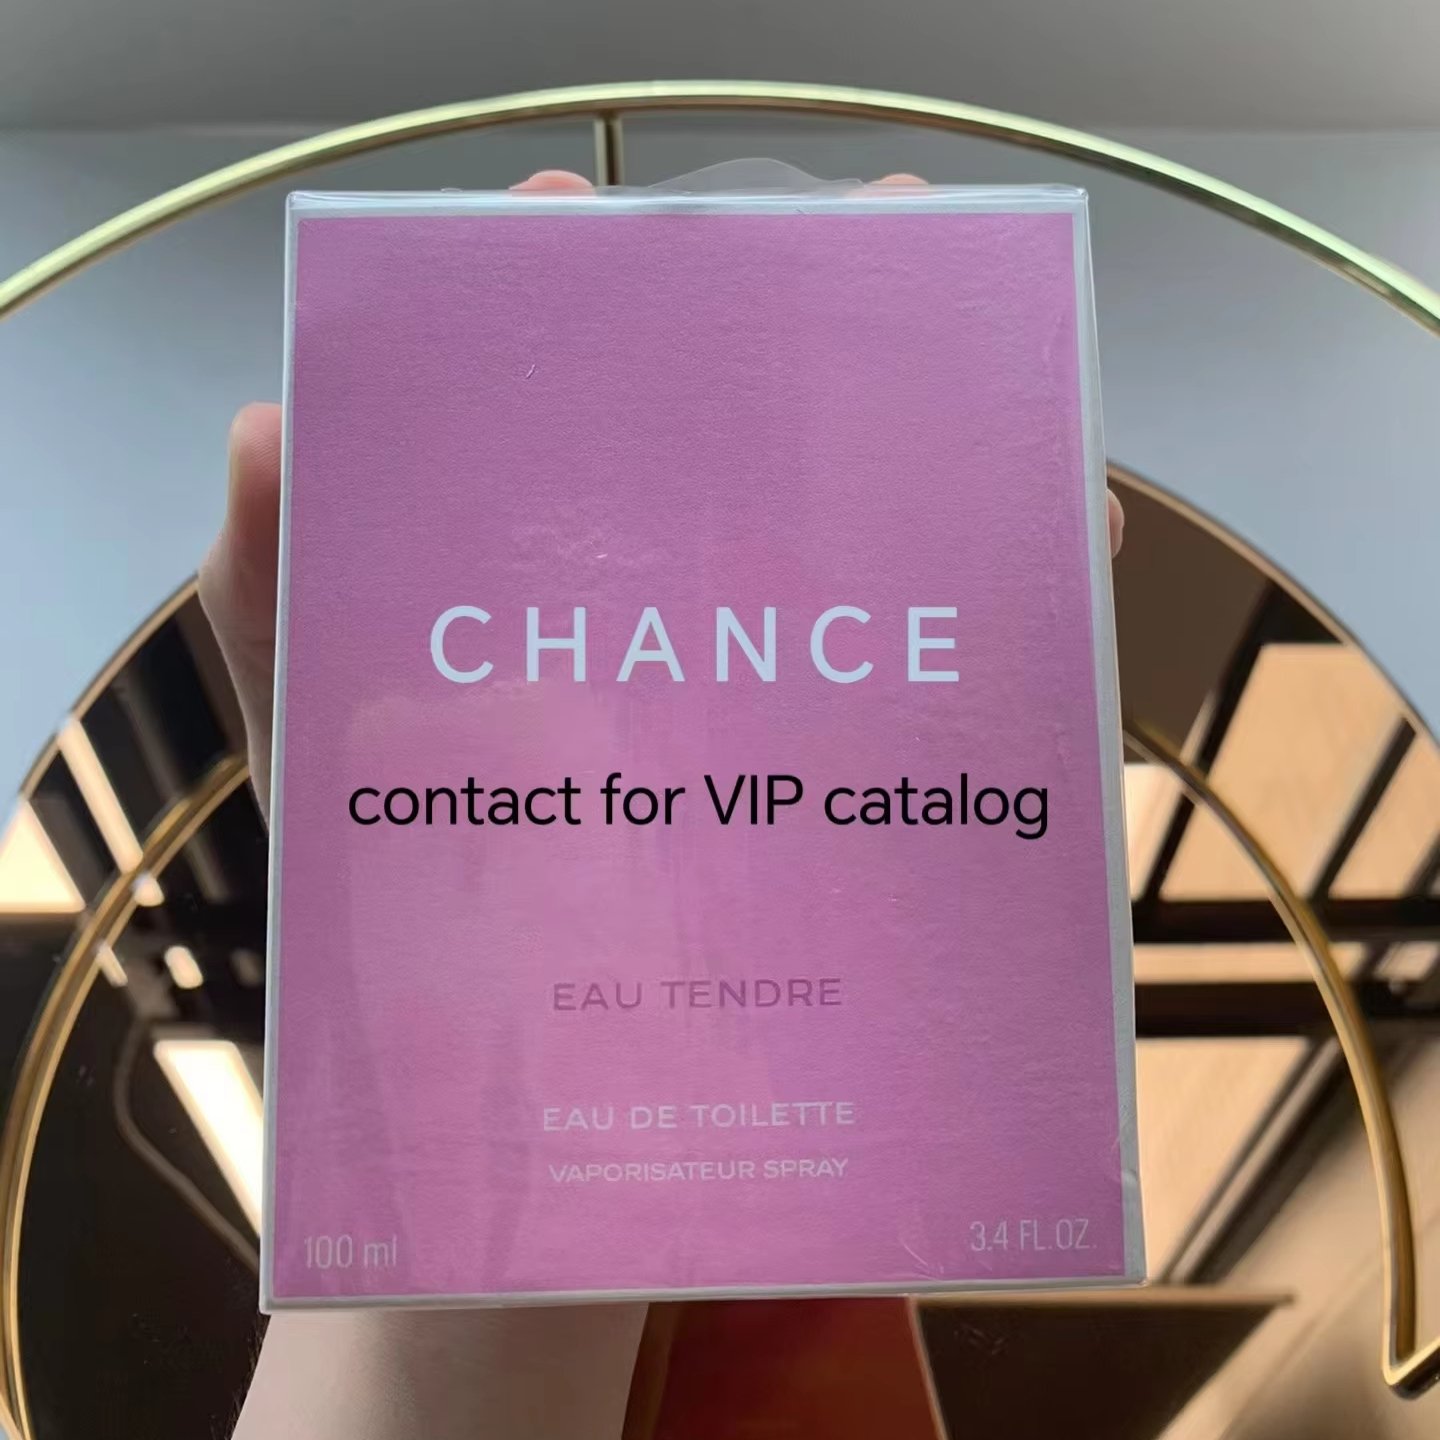 CHANCE
contact for VIP catalog
EAU TENDRE
EAU DE TOILETTE
VAPORISATEUR SPRAY
100 ml
3.4 FL.OZ.